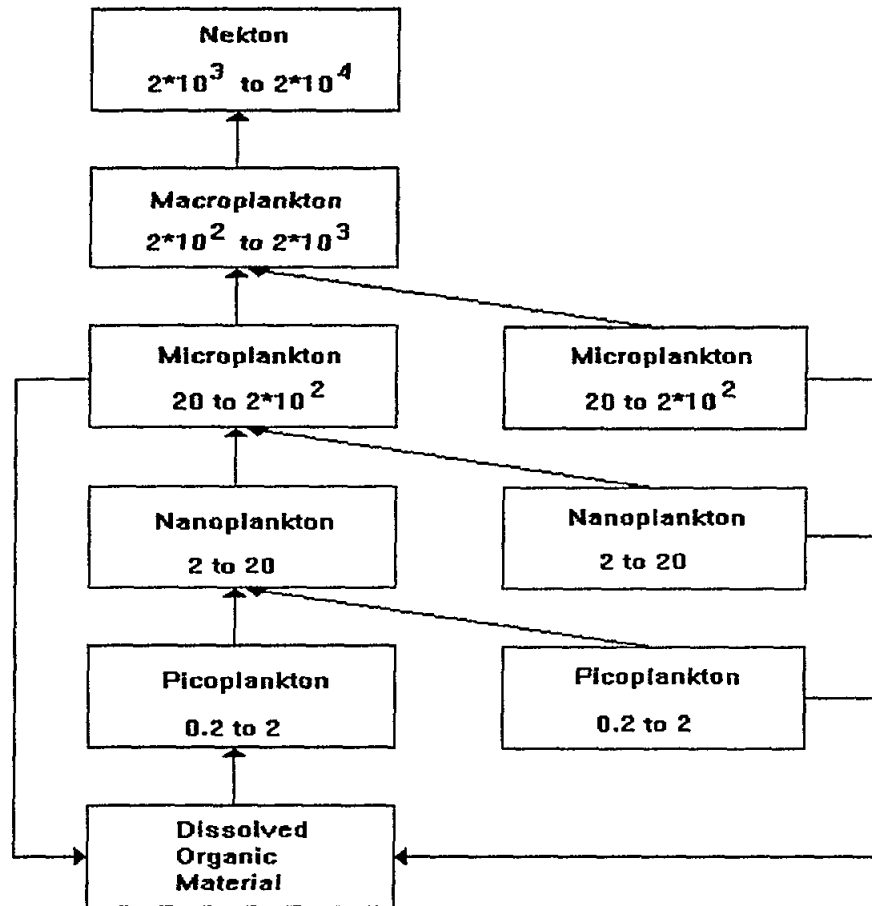 Nekton
2*10^3 to 2*10^4
Macroplankton
2*10^2 to 2*10^3
Microplankton
20 to 2*10^2
Microplankton
20 to 2*10^2
Nanoplankton
2 to 20
Nanoplankton
2 to 20
Picoplankton
0.2 to 2
Picoplankton
0.2 to 2
Dissolved
Organic
Material